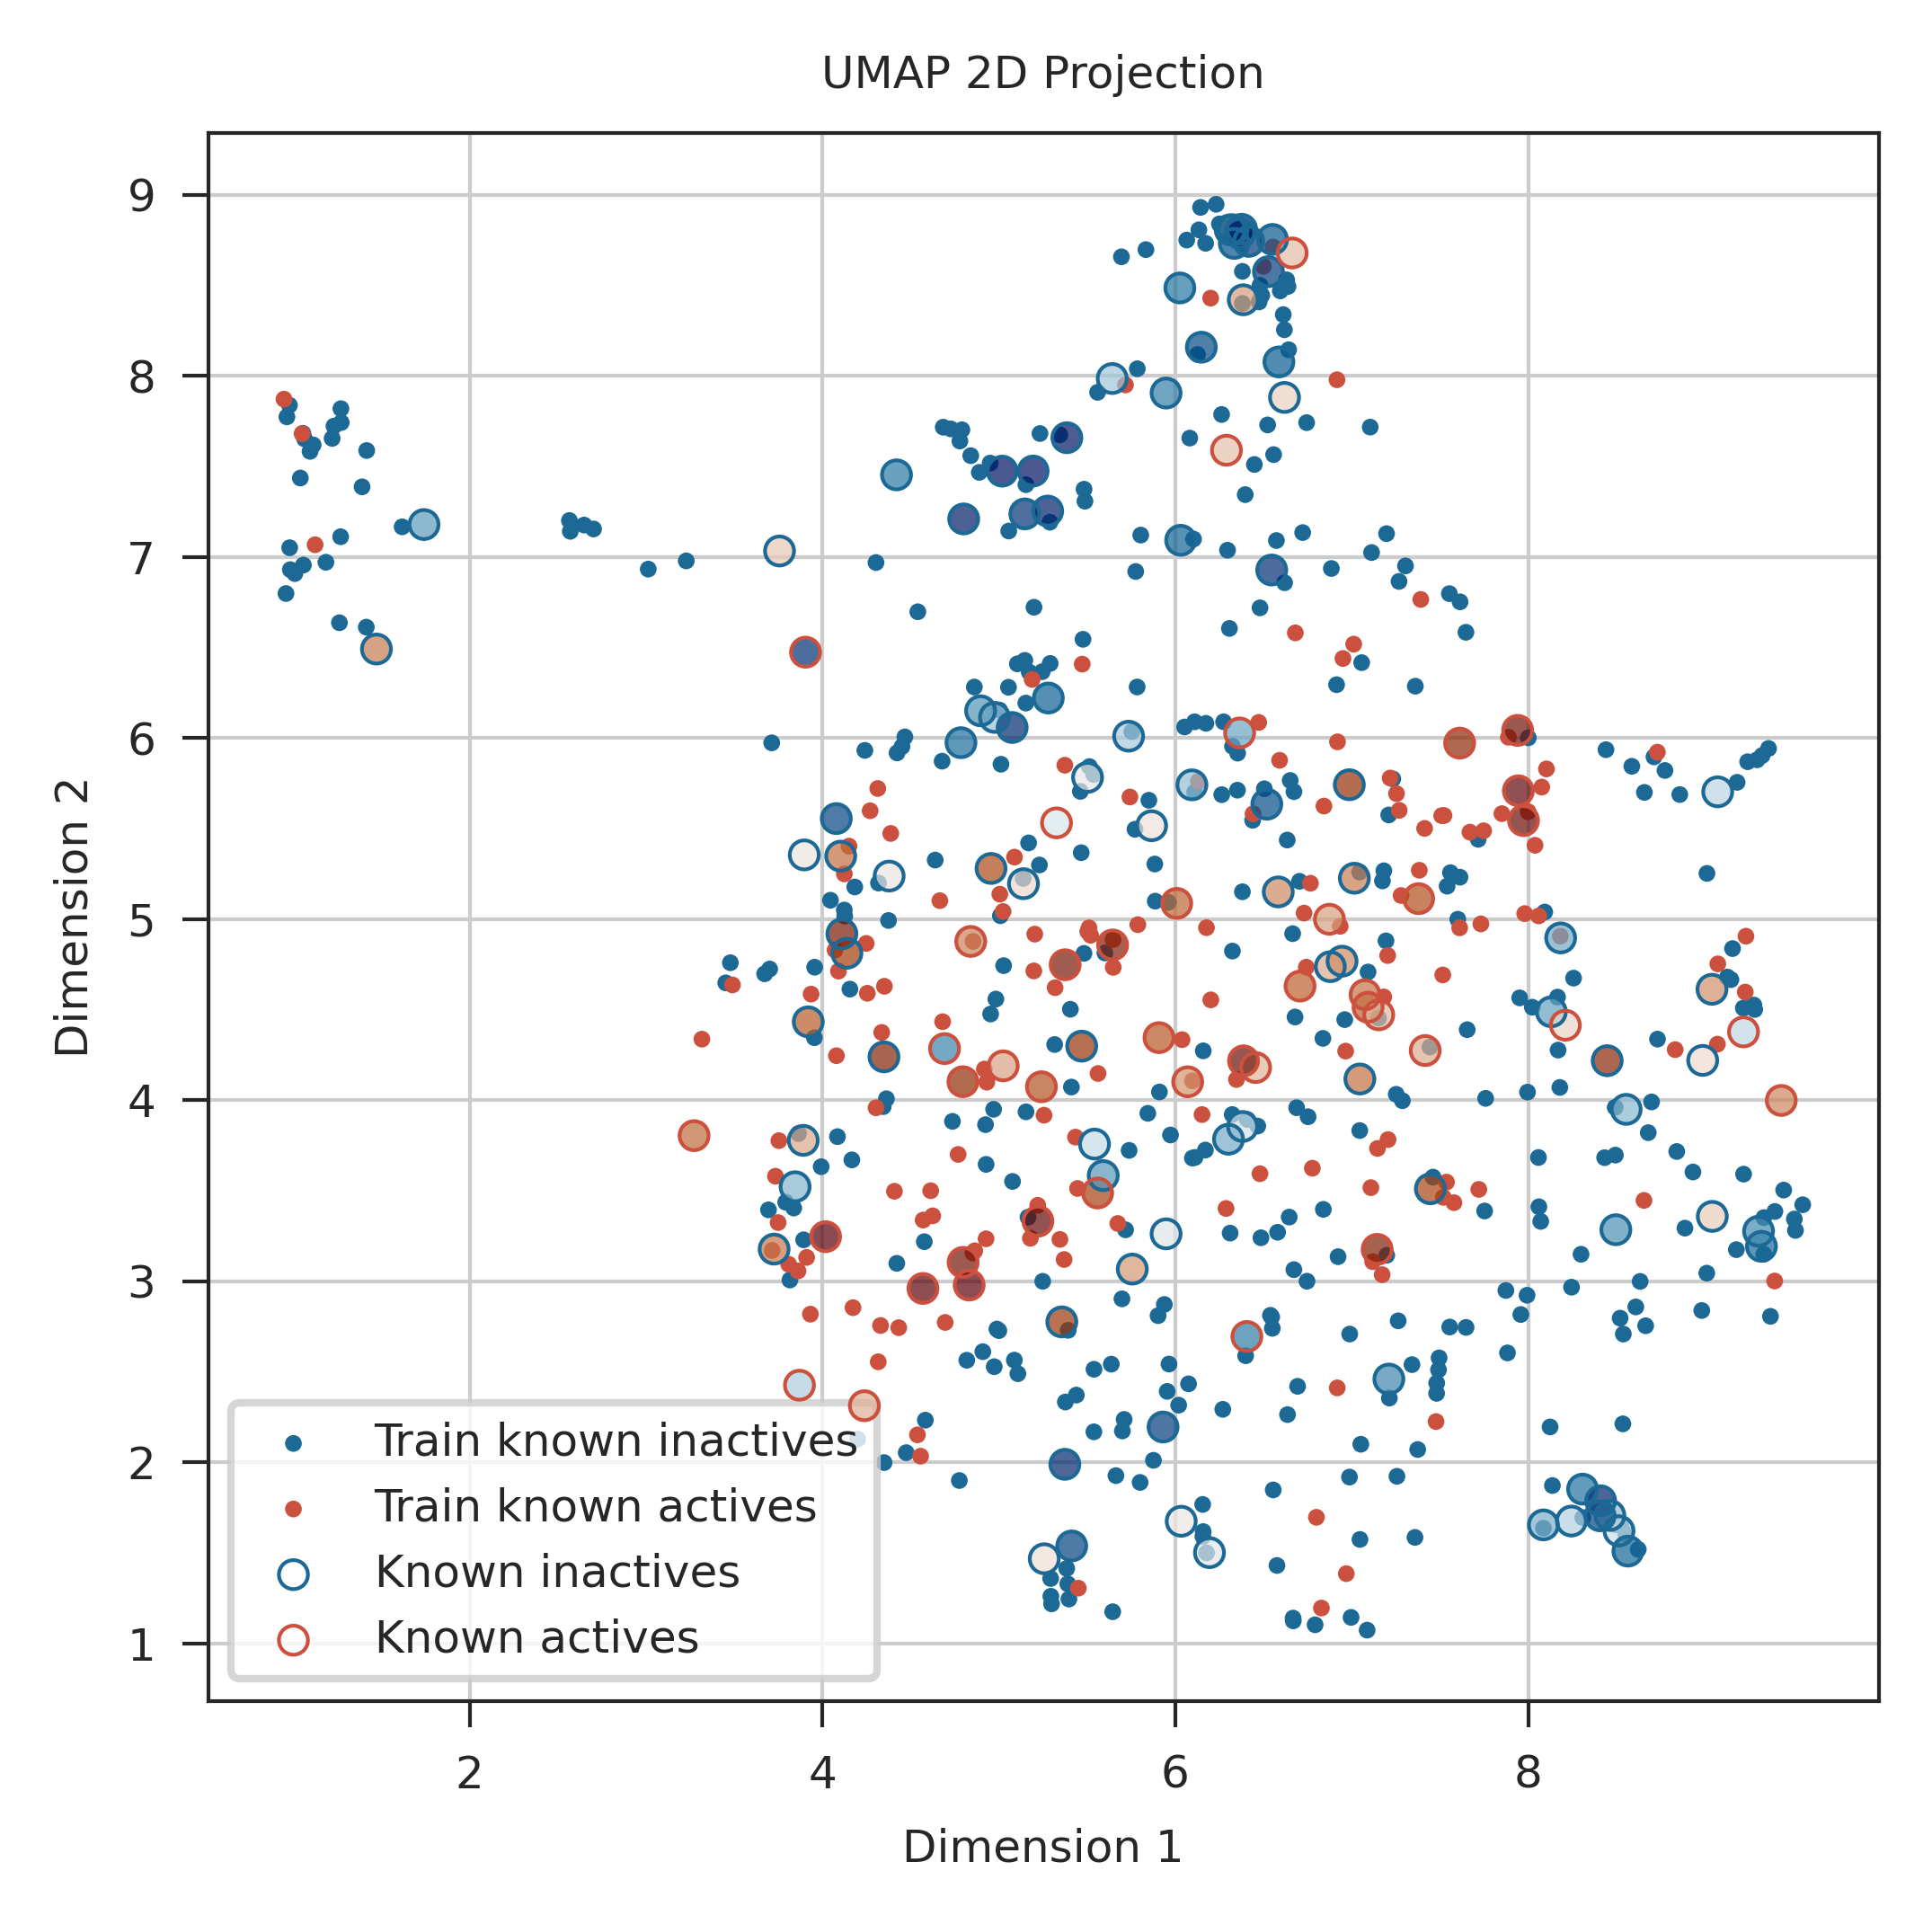 UMAP 2D Projection
9
8
7
6
5
4
3
2
1
Dimension 2
Train known inactives
Train known actives
Known inactives
Known actives
2 4 6 8
Dimension 1